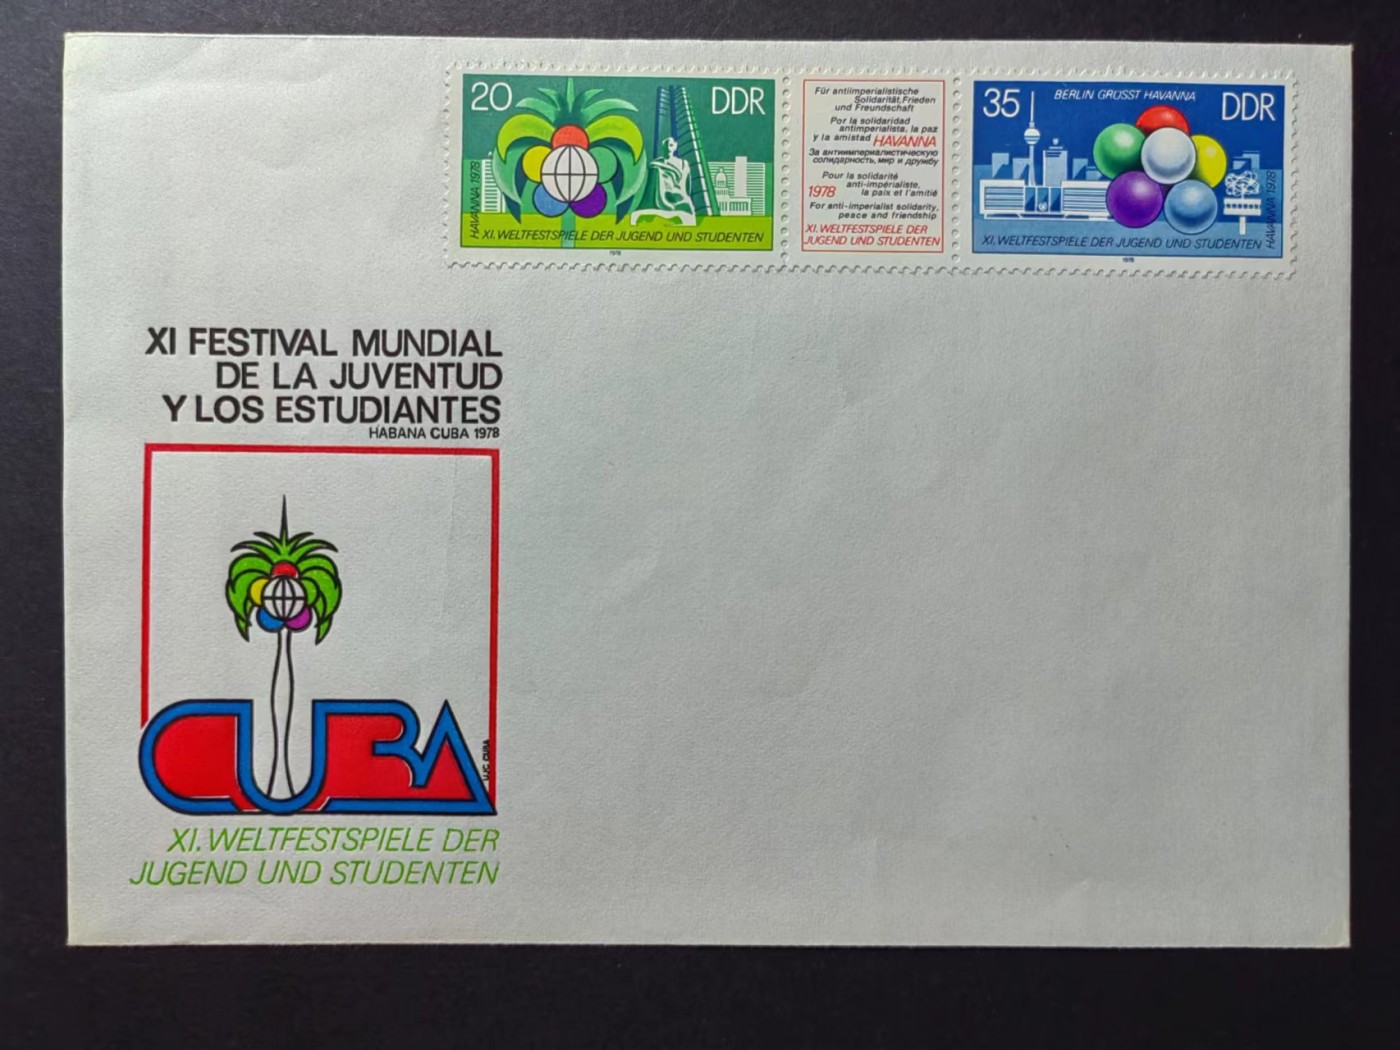 20
DDR
HAVANNA 1978
XI. WELTFESTSPIELE DER JUGEND UND STUDENTEN
1978
Für antiimperialistische
Solidarität, Frieden
und Freundschaft
Por la solidaridad
antimperialista, la paz
y la amistad HAVANNA
За антиимпериалистическую
солидарность, мир и дружбу
Pour la solidarité
anti-impérialiste,
1978 la paix et l'amitié
For anti-imperialist solidarity,
peace and friendship
XI. WELTFESTSPIELE DER
JUGEND UND STUDENTEN
35
BERLIN GRÜSST HAVANNA
DDR
HAVANNA 1978
XI. WELTFESTSPIELE DER JUGEND UND STUDENTEN
1978
XI FESTIVAL MUNDIAL
DE LA JUVENTUD
Y LOS ESTUDIANTES
HABANA CUBA 1978
CUBA
UJC CUBA
XI. WELTFESTSPIELE DER
JUGEND UND STUDENTEN